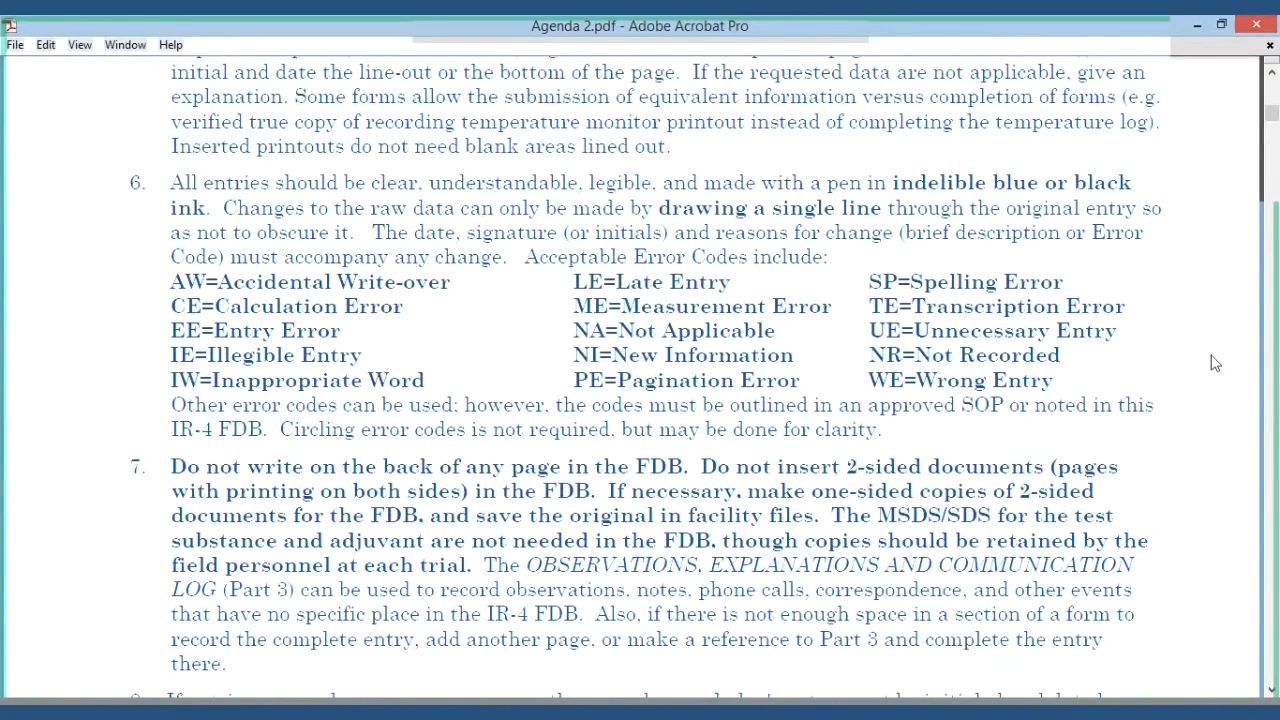 Agenda 2.pdf - Adobe Acrobat Pro
File Edit View Window Help
initial and date the line-out or the bottom of the page. If the requested data are not applicable, give an
explanation. Some forms allow the submission of equivalent information versus completion of forms (e.g.
verified true copy of recording temperature monitor printout instead of completing the temperature log).
Inserted printouts do not need blank areas lined out.
6. All entries should be clear, understandable, legible, and made with a pen in indelible blue or black
ink. Changes to the raw data can only be made by drawing a single line through the original entry so
as not to obscure it. The date, signature (or initials) and reasons for change (brief description or Error
Code) must accompany any change. Acceptable Error Codes include:
AW=Accidental Write-over LE=Late Entry SP=Spelling Error
CE=Calculation Error ME=Measurement Error TE=Transcription Error
EE=Entry Error NA=Not Applicable UE=Unnecessary Entry
IE=Illegible Entry NI=New Information NR=Not Recorded
IW=Inappropriate Word PE=Pagination Error WE=Wrong Entry
Other error codes can be used; however, the codes must be outlined in an approved SOP or noted in this
IR-4 FDB. Circling error codes is not required, but may be done for clarity.
7. Do not write on the back of any page in the FDB. Do not insert 2-sided documents (pages
with printing on both sides) in the FDB. If necessary, make one-sided copies of 2-sided
documents for the FDB, and save the original in facility files. The MSDS/SDS for the test
substance and adjuvant are not needed in the FDB, though copies should be retained by the
field personnel at each trial. The OBSERVATIONS, EXPLANATIONS AND COMMUNICATION
LOG (Part 3) can be used to record observations, notes, phone calls, correspondence, and other events
that have no specific place in the IR-4 FDB. Also, if there is not enough space in a section of a form to
record the complete entry, add another page, or make a reference to Part 3 and complete the entry
there.